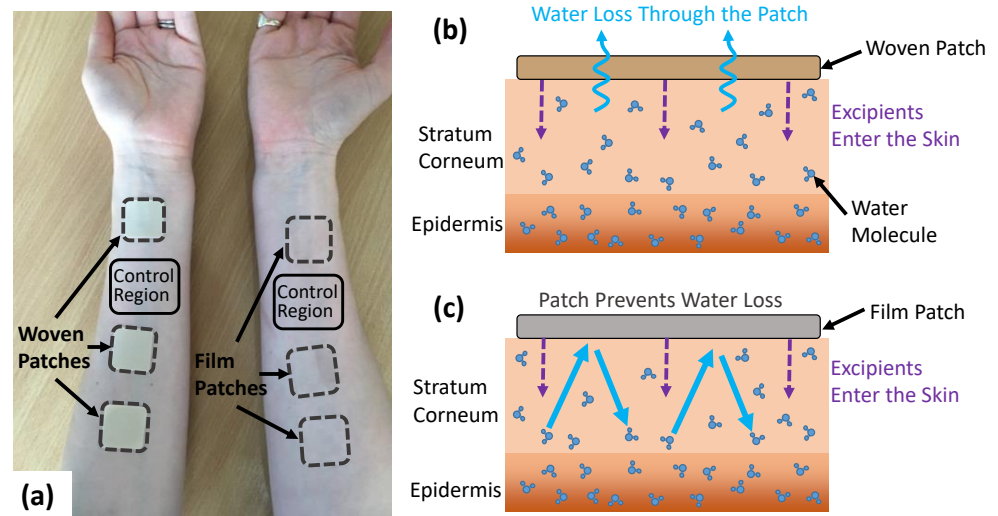 Control
Region
Control
Region
Woven
Patches
Film
Patches
(a)
(b)
Water Loss Through the Patch
Woven Patch
Stratum
Corneum
Excipients
Enter the Skin
Epidermis
Water
Molecule
(c)
Patch Prevents Water Loss
Film Patch
Stratum
Corneum
Excipients
Enter the Skin
Epidermis